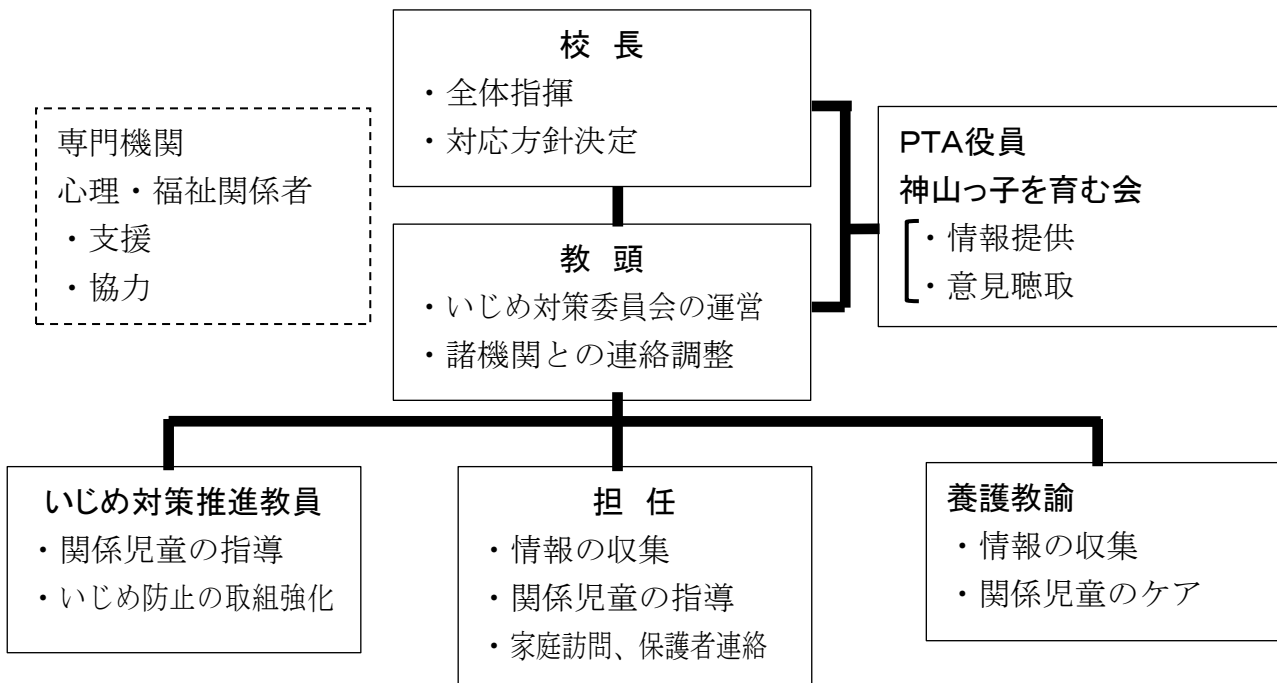 校 長
・全体指揮
・対応方針決定
専門機関
心理・福祉関係者
・支援
・協力
PTA役員
神山っ子を育む会
・情報提供
・意見聴取
教 頭
・いじめ対策委員会の運営
・諸機関との連絡調整
いじめ対策推進教員
・関係児童の指導
・いじめ防止の取組強化
担 任
・情報の収集
・関係児童の指導
・家庭訪問、保護者連絡
養護教諭
・情報の収集
・関係児童のケア